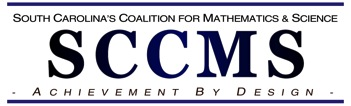 SOUTH CAROLINA'S COALITION FOR MATHEMATICS & SCIENCE
SCCMS
- ACHIEVEMENT BY DESIGN -